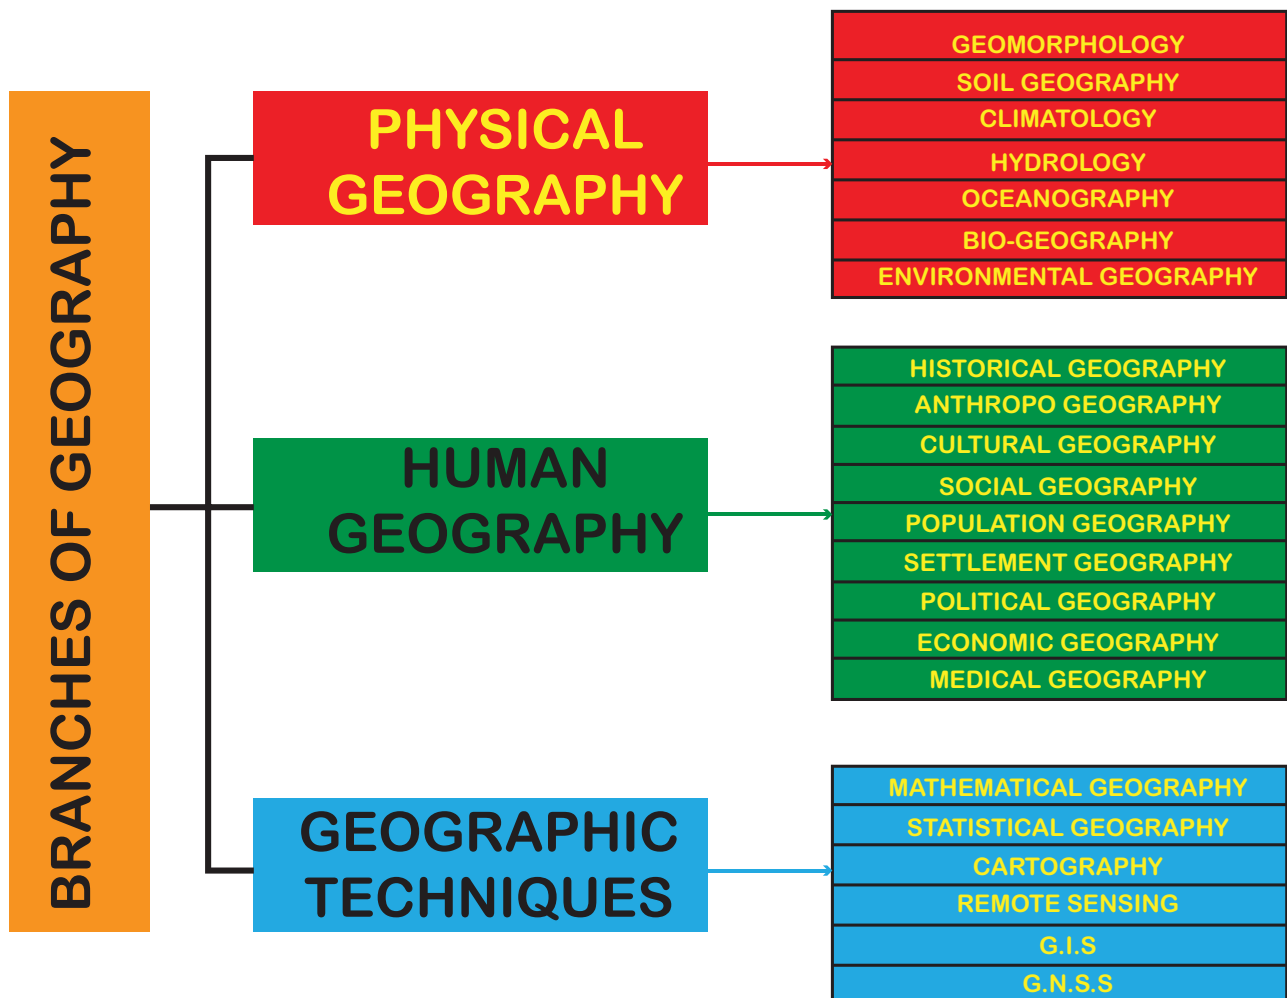 BRANCHES OF GEOGRAPHY
PHYSICAL
GEOGRAPHY
GEOMORPHOLOGY
SOIL GEOGRAPHY
CLIMATOLOGY
HYDROLOGY
OCEANOGRAPHY
BIO-GEOGRAPHY
ENVIRONMENTAL GEOGRAPHY
HUMAN
GEOGRAPHY
HISTORICAL GEOGRAPHY
ANTHROPO GEOGRAPHY
CULTURAL GEOGRAPHY
SOCIAL GEOGRAPHY
POPULATION GEOGRAPHY
SETTLEMENT GEOGRAPHY
POLITICAL GEOGRAPHY
ECONOMIC GEOGRAPHY
MEDICAL GEOGRAPHY
GEOGRAPHIC
TECHNIQUES
MATHEMATICAL GEOGRAPHY
STATISTICAL GEOGRAPHY
CARTOGRAPHY
REMOTE SENSING
G.I.S
G.N.S.S